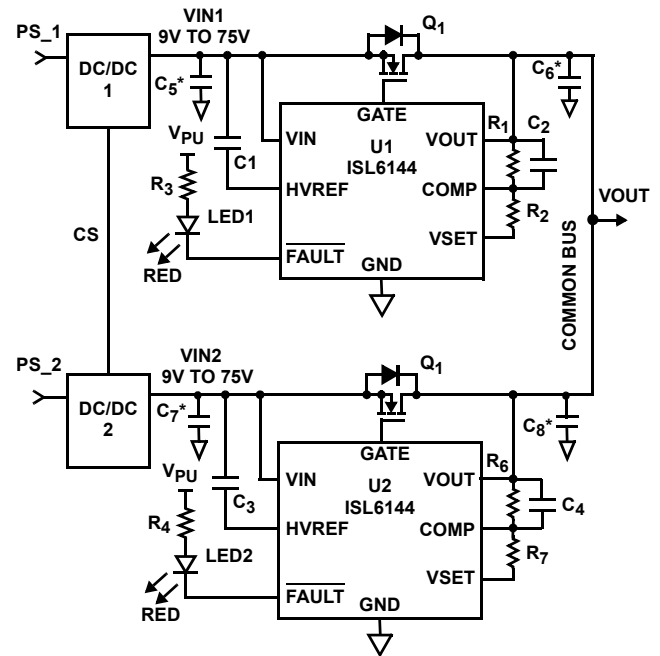 PS_1
VIN1
9V TO 75V
Q1
DC/DC
1
C5*
C6*
VPU
C1
GATE
VIN
U1
ISL6144
VOUT
R1
C2
R3
HVREF
COMP
LED1
R2
VSET
VOUT
CS
FAULT
RED
GND
COMMON BUS
PS_2
VIN2
9V TO 75V
Q1
DC/DC
2
C7*
C8*
VPU
C3
GATE
VIN
U2
ISL6144
VOUT
R6
C4
R4
HVREF
COMP
LED2
R7
VSET
FAULT
RED
GND